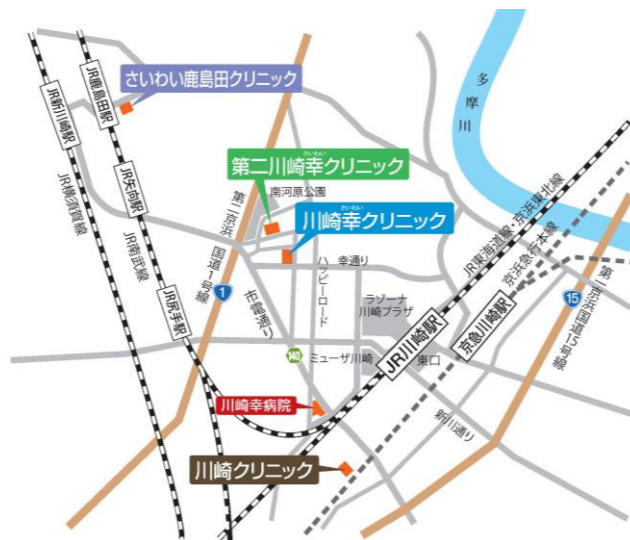 さいわい鹿島田クリニック
JR鹿島田駅
JR新川崎駅
多摩川
さいわい
第二川崎幸クリニック
南河原公園
JR矢向駅
JR横須賀線
第二京浜
国道1号線
さいわい
川崎幸クリニック
JR東海道線・京浜東北線
京浜急行本線
JR南武線
幸通り
ハッピーロード
1
15
第一京浜国道15号線
JR尻手駅
市電通り
ラゾーナ
川崎プラザ
京急川崎駅
JR川崎駅
140
ミューザ川崎
東口
川崎幸病院
新川通り
川崎クリニック